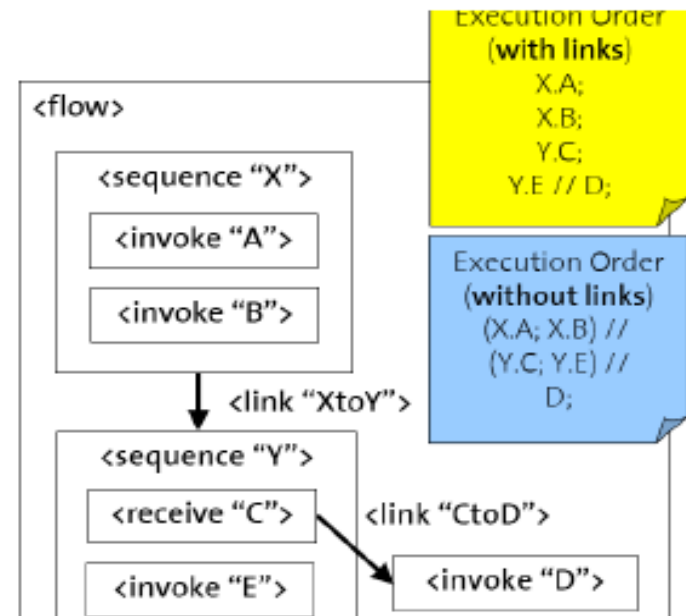 Execution Order
(with links)
X.A;
X.B;
Y.C;
Y.E // D;
<flow>
<sequence “X”>
<invoke “A”>
<invoke “B”>
Execution Order
(without links)
(X.A; X.B) //
(Y.C; Y.E) //
D;
<link “XtoY”>
<sequence “Y”>
<receive “C”>
<link “CtoD”>
<invoke “E”>
<invoke “D”>